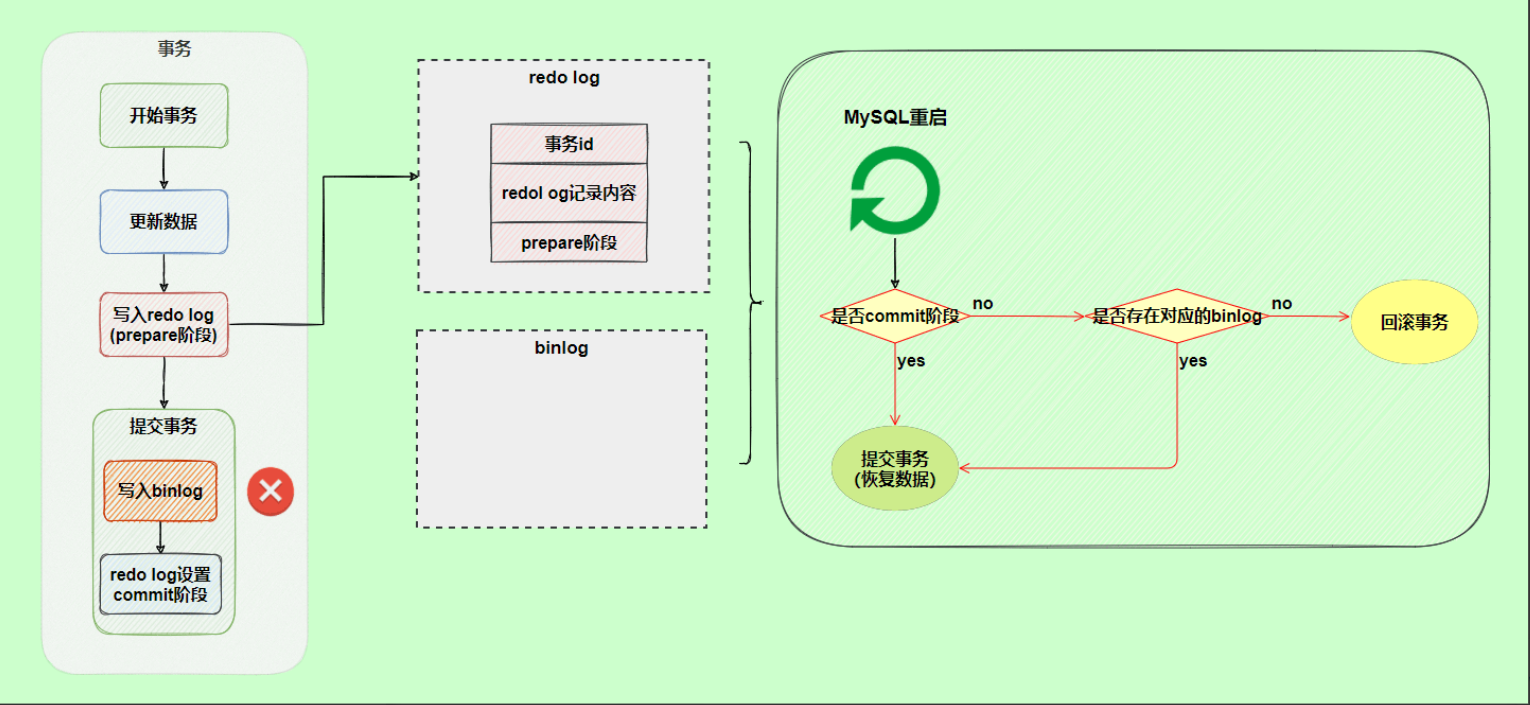 事务
开始事务
更新数据
写入redo log
(prepare阶段)
提交事务
写入binlog
redo log设置
commit阶段
redo log
事务id
redol og记录内容
prepare阶段
binlog
MySQL重启
是否commit阶段
no
是否存在对应的binlog
no
回滚事务
yes
yes
提交事务
(恢复数据)